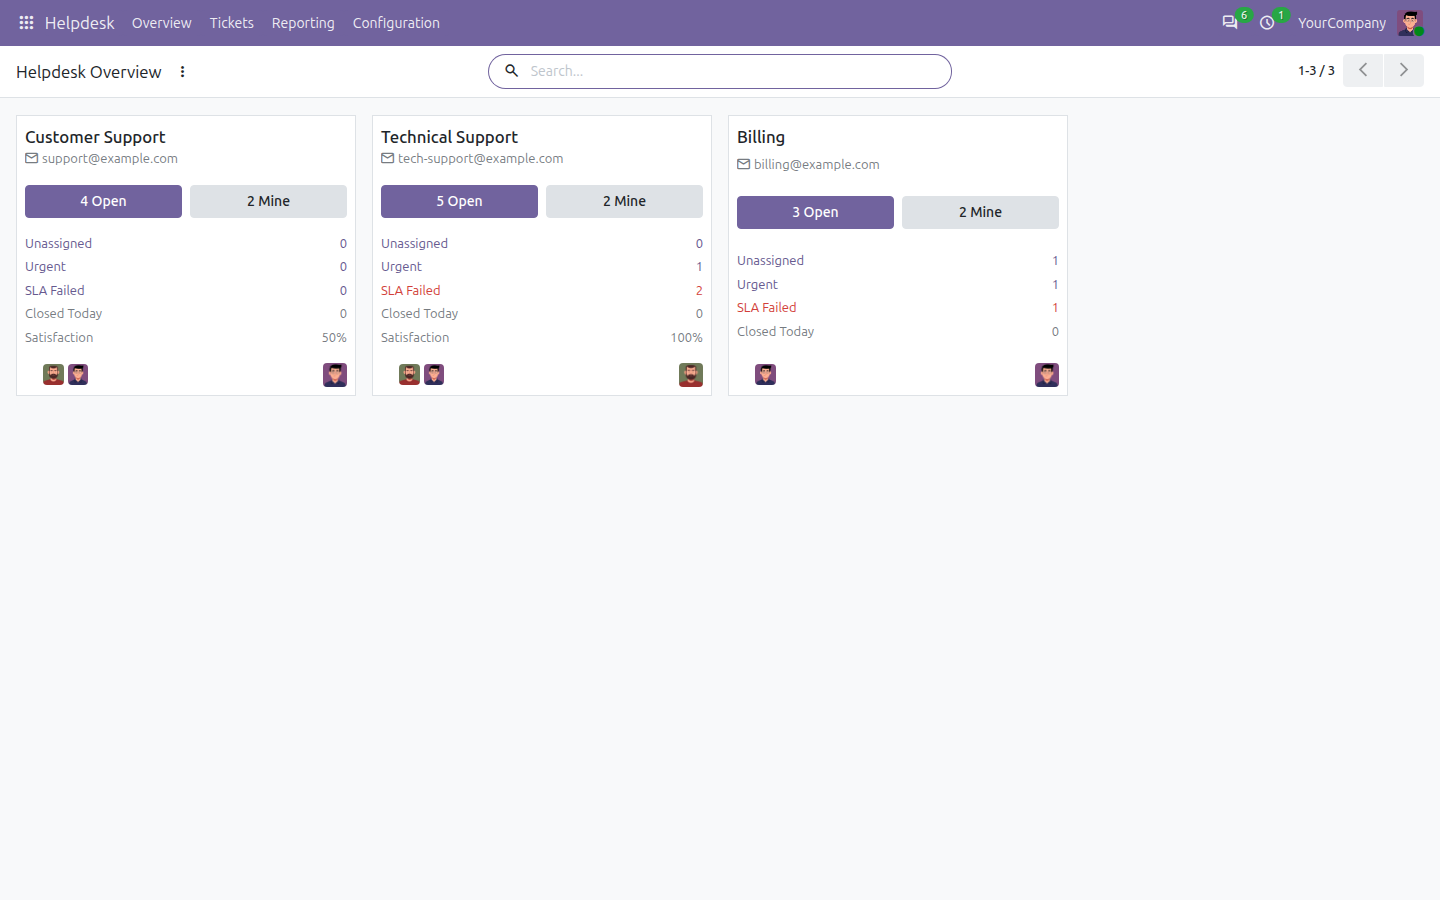 Helpdesk Overview Tickets Reporting Configuration 6 1 YourCompany
Helpdesk Overview Search... 1-3 / 3
Customer Support
support@example.com
4 Open 2 Mine
Unassigned 0
Urgent 0
SLA Failed 0
Closed Today 0
Satisfaction 50%
Technical Support
tech-support@example.com
5 Open 2 Mine
Unassigned 0
Urgent 1
SLA Failed 2
Closed Today 0
Satisfaction 100%
Billing
billing@example.com
3 Open 2 Mine
Unassigned 1
Urgent 1
SLA Failed 1
Closed Today 0